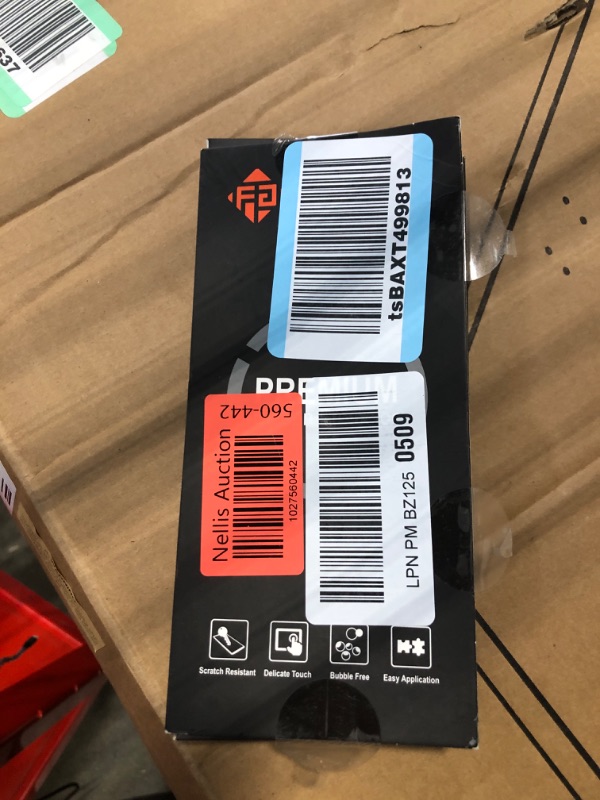 637
tsBAXT499813
PREMIUM
Nellis Auction
560-442
1027560442
LPN PM BZ125 0509
Scratch Resistant
Delicate Touch
Bubble Free
Easy Application